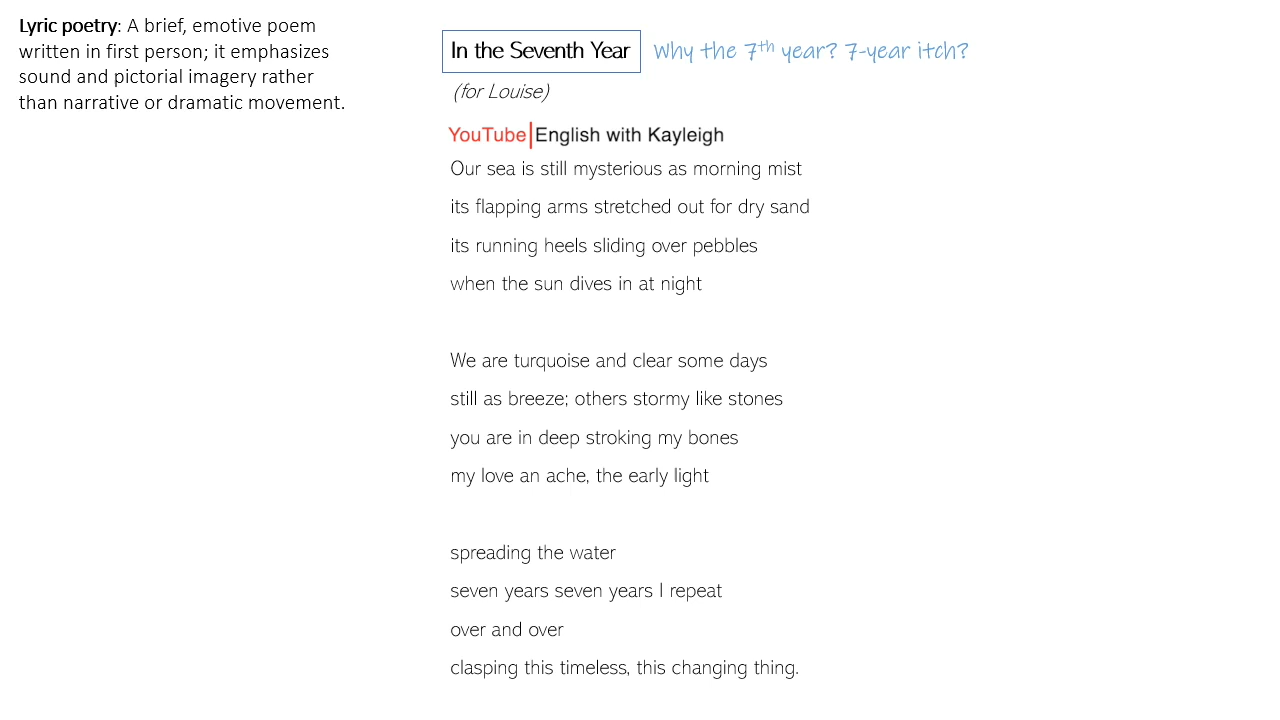 Lyric poetry: A brief, emotive poem
written in first person; it emphasizes
sound and pictorial imagery rather
than narrative or dramatic movement.
In the Seventh Year
Why the 7th year? 7-year itch?
(for Louise)
YouTube|English with Kayleigh
Our sea is still mysterious as morning mist
its flapping arms stretched out for dry sand
its running heels sliding over pebbles
when the sun dives in at night
We are turquoise and clear some days
still as breeze; others stormy like stones
you are in deep stroking my bones
my love an ache, the early light
spreading the water
seven years seven years I repeat
over and over
clasping this timeless, this changing thing.